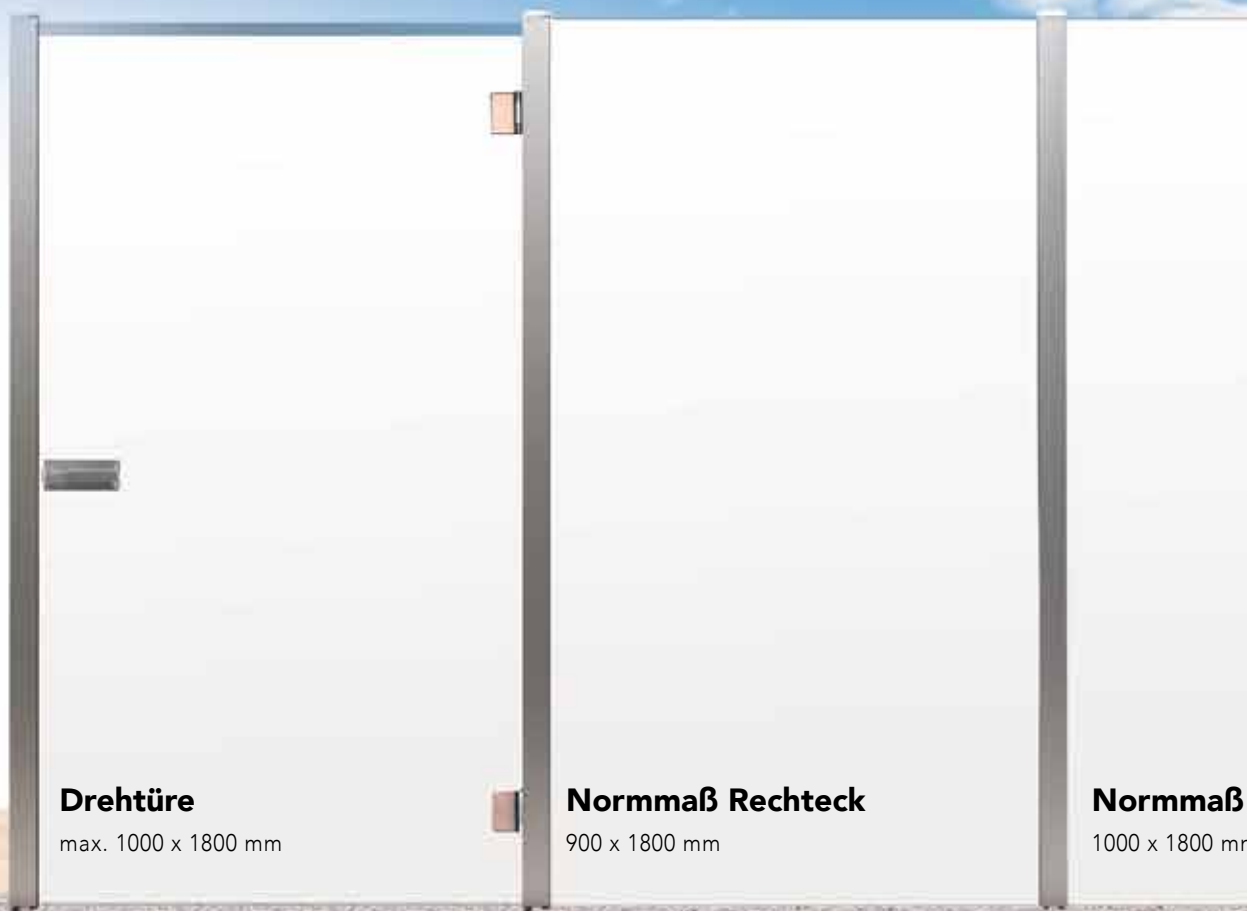 Drehtüre
max. 1000 x 1800 mm
Normmaß Rechteck
900 x 1800 mm
Normmaß
1000 x 1800